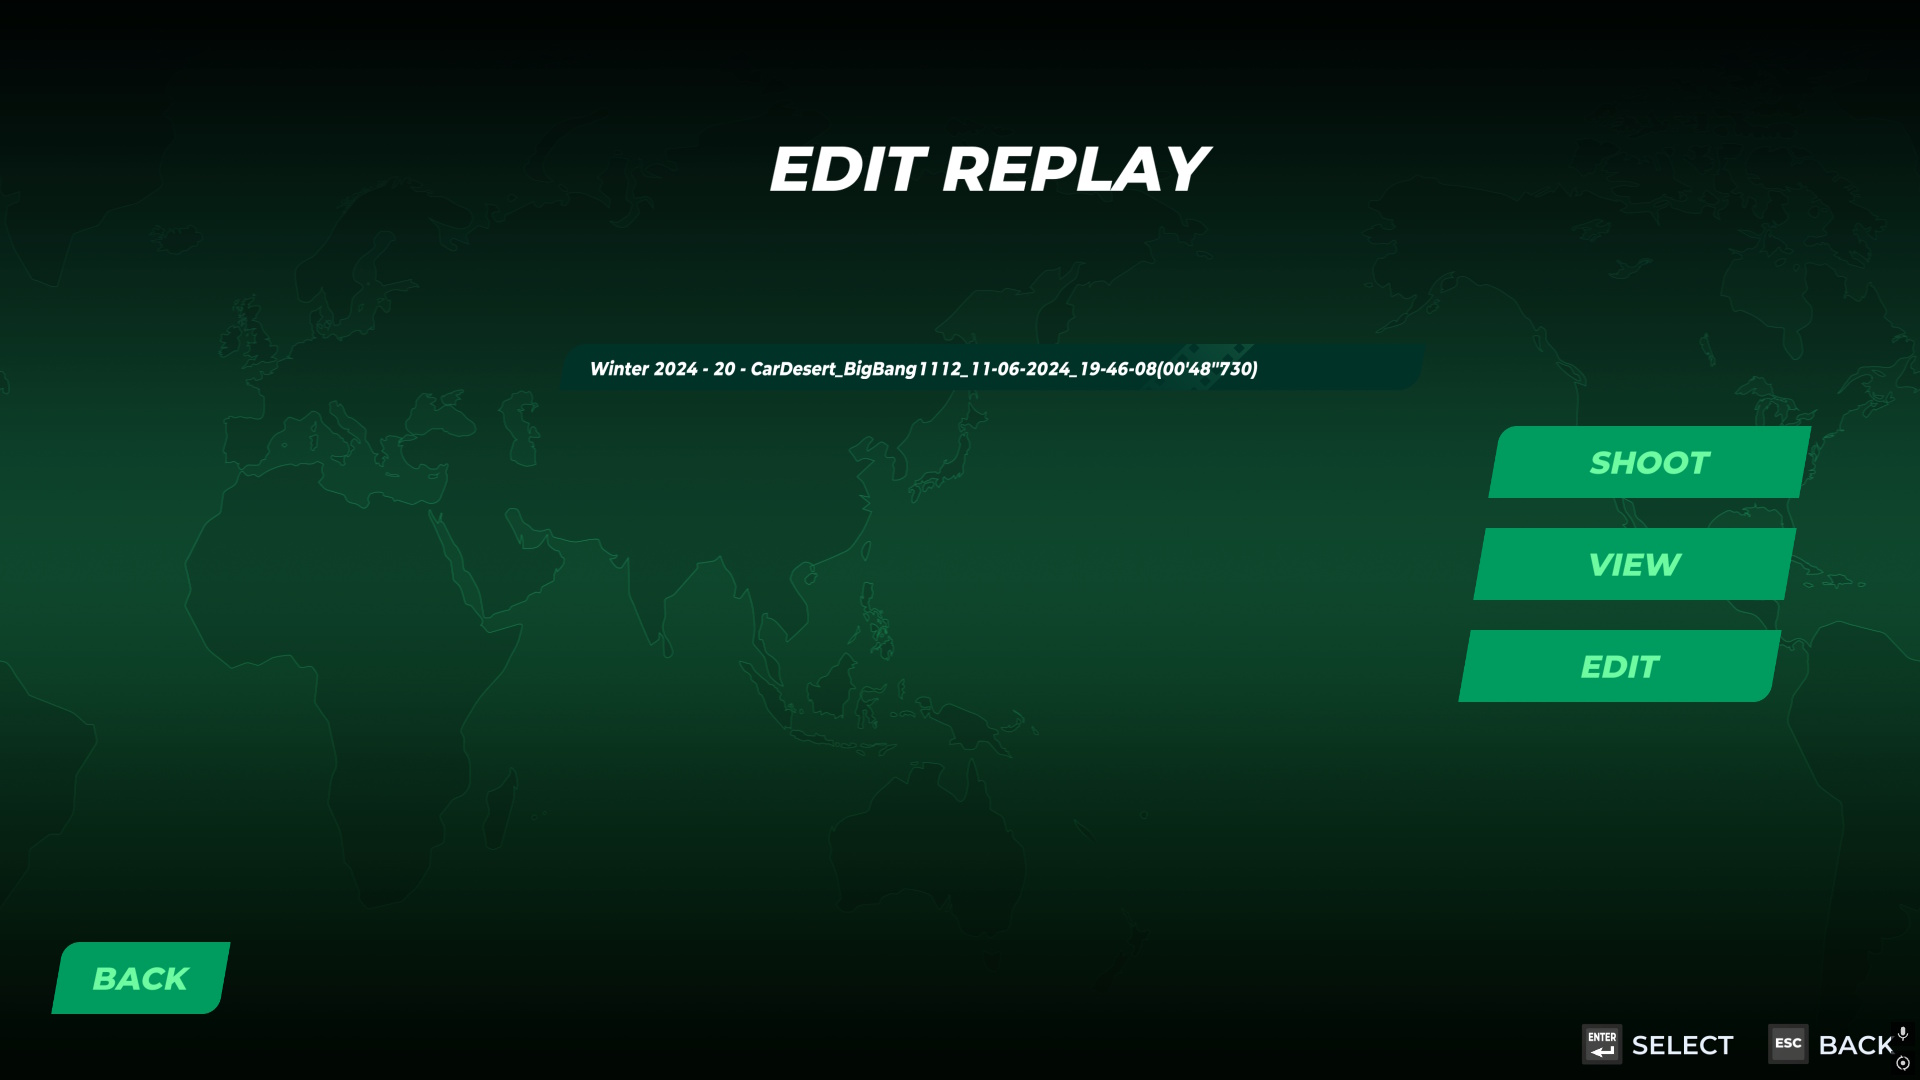 EDIT REPLAY
Winter 2024 - 20 - CarDesert_BigBang1112_11-06-2024_19-46-08(00'48"730)
SHOOT
VIEW
EDIT
BACK
ENTER SELECT ESC BACK